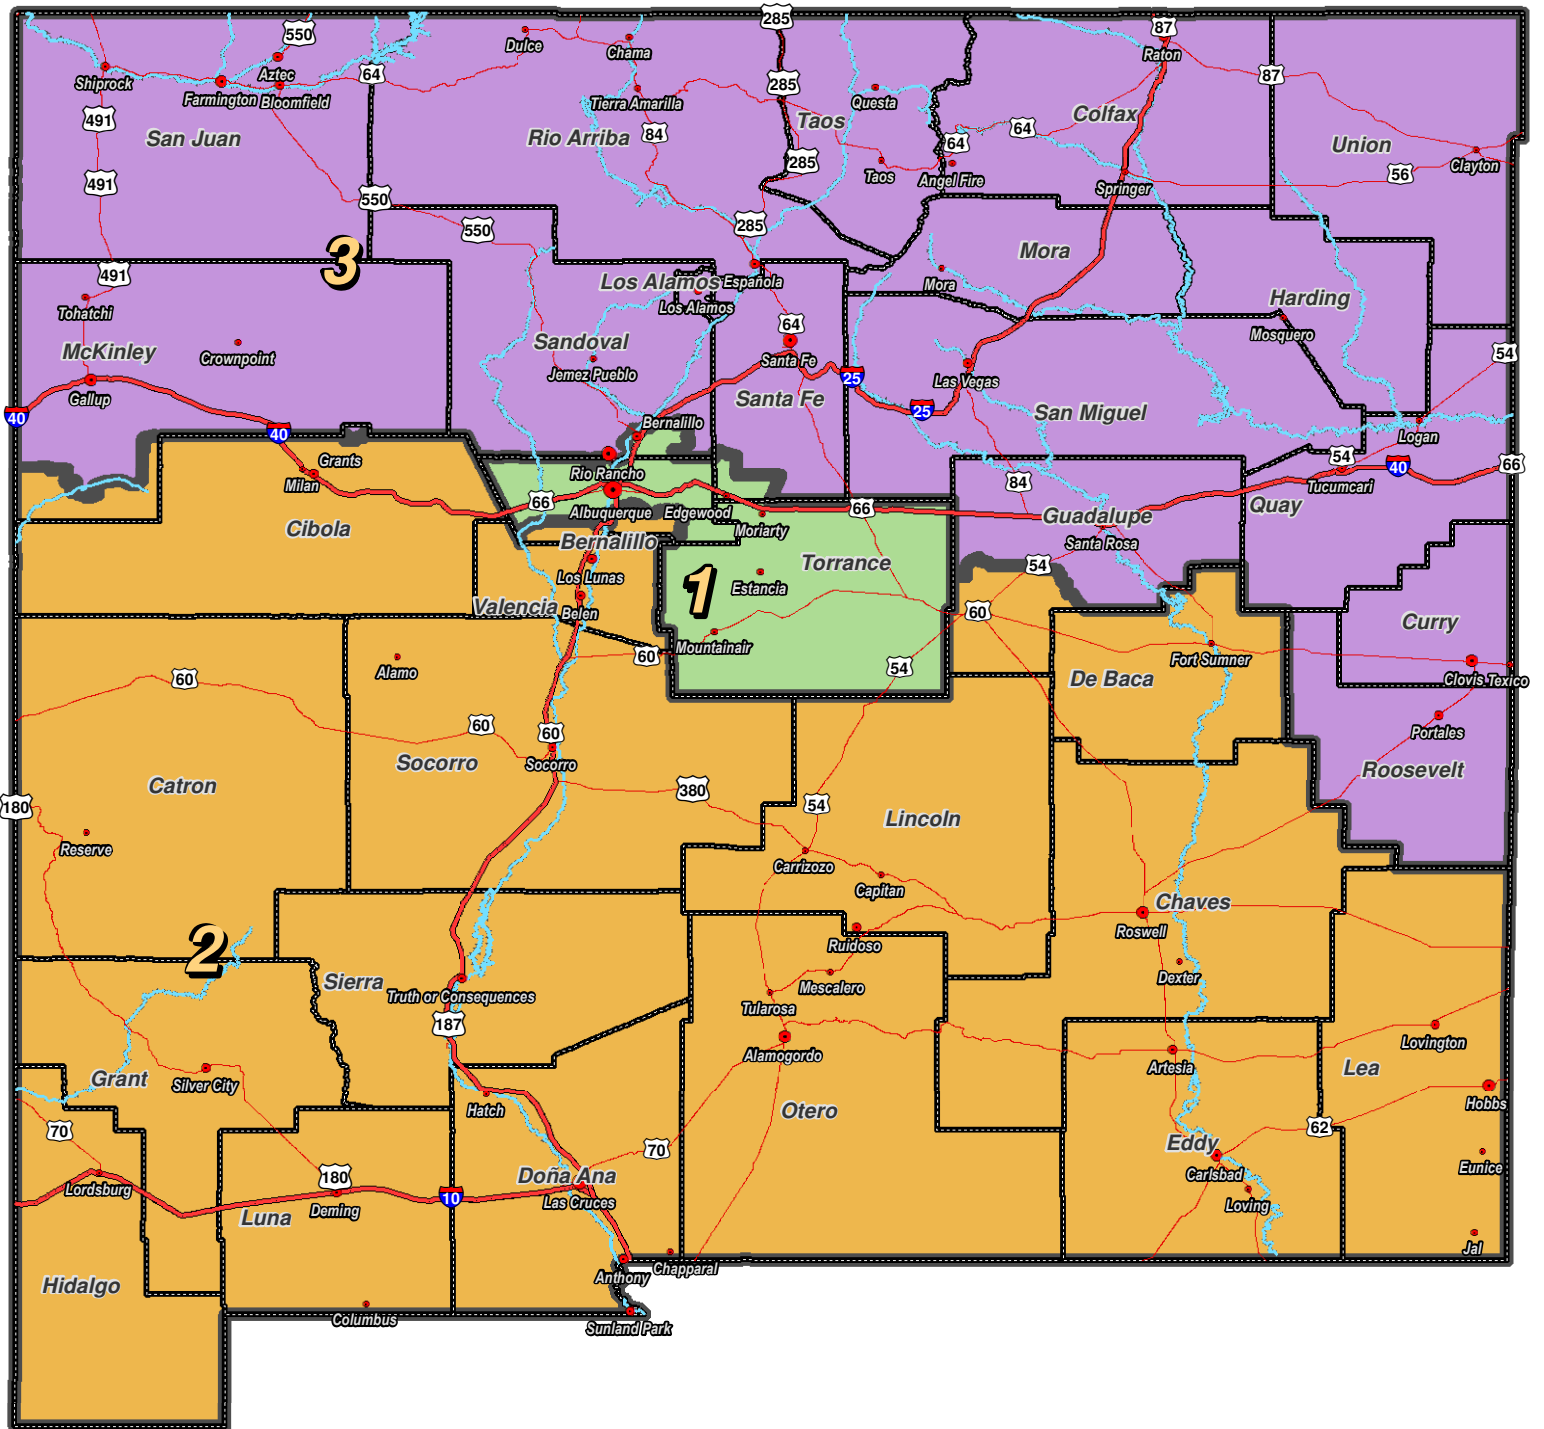 285
87
550
Dulce
Chama
Raton
Shiprock
Aztec
64
285
87
Farmington
Bloomfield
Tierra Amarilla
Questa
491
San Juan
Rio Arriba
84
Taos
Colfax
64
64
Union
285
Clayton
491
Taos
Angel Fire
Springer
56
550
550
285
Mora
3
491
Los Alamos
Española
Mora
Harding
Tohatchi
Los Alamos
64
Mosquero
McKinley
Crownpoint
Sandoval
Jemez Pueblo
Santa Fe
54
Las Vegas
Gallup
25
Santa Fe
25
San Miguel
40
40
Bernalillo
Logan
Grants
Milan
Rio Rancho
54
40
66
84
Tucumcari
66
Albuquerque
Edgewood
66
Guadalupe
Quay
Cibola
Moriarty
Santa Rosa
Bernalillo
Torrance
54
Los Lunas
1
Estancia
Valencia
Belen
60
Curry
Mountainair
60
Fort Sumner
Alamo
54
De Baca
Clovis
Texico
60
60
60
Portales
Socorro
Socorro
Roosevelt
Catron
380
180
54
Lincoln
Reserve
Carrizozo
Capitan
Chaves
Roswell
2
Ruidoso
Sierra
Mescalero
Dexter
Truth or Consequences
Tularosa
187
Alamogordo
Lovington
Artesia
Lea
Grant
Silver City
Hatch
Otero
Hobbs
70
62
70
Eddy
Eunice
180
Doña Ana
Carlsbad
Lordsburg
10
Las Cruces
Loving
Luna
Deming
Jal
Hidalgo
Anthony
Chapparal
Columbus
Sunland Park